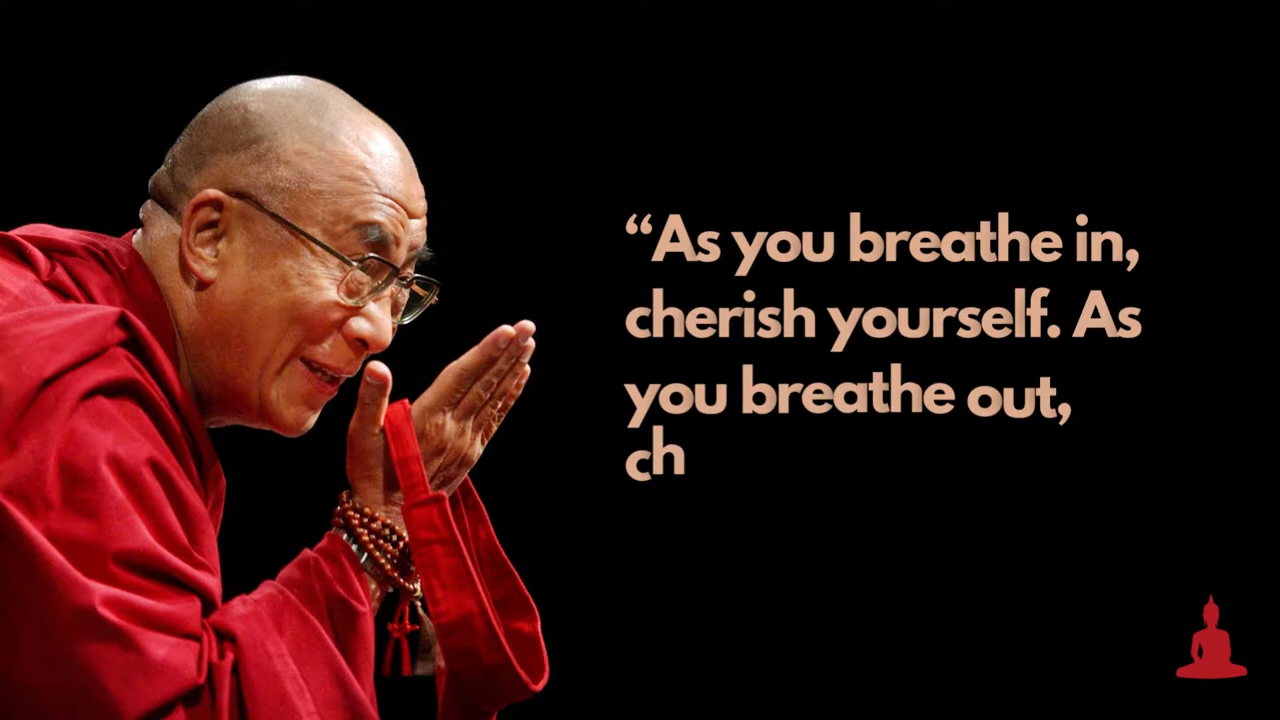 “As you breathe in,
cherish yourself. As
you breathe out,
ch